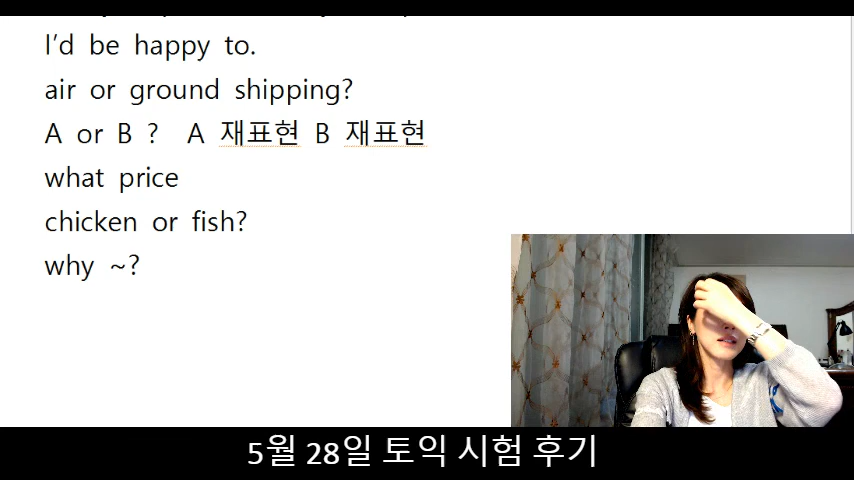 I'd be happy to.
air or ground shipping?
A or B ? A 재표현 B 재표현
what price
chicken or fish?
why ~?
5월 28일 토익 시험 후기